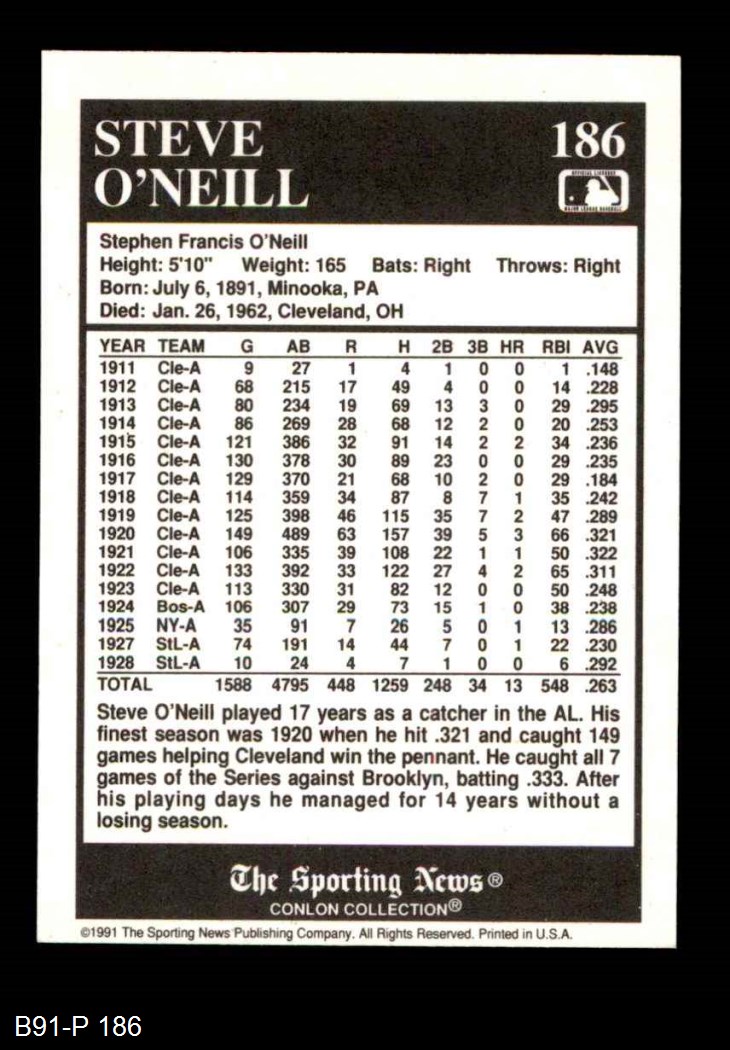 STEVE 186
O'NEILL
OFFICIAL LICENSEE
MAJOR LEAGUE BASEBALL
Stephen Francis O'Neill
Height: 5'10" Weight: 165 Bats: Right Throws: Right
Born: July 6, 1891, Minooka, PA
Died: Jan. 26, 1962, Cleveland, OH
YEAR TEAM G AB R H 2B 3B HR RBI AVG
1911 Cle-A 9 27 1 4 1 0 0 1 .148
1912 Cle-A 68 215 17 49 4 0 0 14 .228
1913 Cle-A 80 234 19 69 13 3 0 29 .295
1914 Cle-A 86 269 28 68 12 2 0 20 .253
1915 Cle-A 121 386 32 91 14 2 2 34 .236
1916 Cle-A 130 378 30 89 23 0 0 29 .235
1917 Cle-A 129 370 21 68 10 2 0 29 .184
1918 Cle-A 114 359 34 87 8 7 1 35 .242
1919 Cle-A 125 398 46 115 35 7 2 47 .289
1920 Cle-A 149 489 63 157 39 5 3 66 .321
1921 Cle-A 106 335 39 108 22 1 1 50 .322
1922 Cle-A 133 392 33 122 27 4 2 65 .311
1923 Cle-A 113 330 31 82 12 0 0 50 .248
1924 Bos-A 106 307 29 73 15 1 0 38 .238
1925 NY-A 35 91 7 26 5 0 1 13 .286
1927 StL-A 74 191 14 44 7 0 1 22 .230
1928 StL-A 10 24 4 7 1 0 0 6 .292
TOTAL 1588 4795 448 1259 248 34 13 548 .263
Steve O'Neill played 17 years as a catcher in the AL. His
finest season was 1920 when he hit .321 and caught 149
games helping Cleveland win the pennant. He caught all 7
games of the Series against Brooklyn, batting .333. After
his playing days he managed for 14 years without a
losing season.
The Sporting News®
CONLON COLLECTION®
©1991 The Sporting News Publishing Company. All Rights Reserved. Printed in U.S.A.
B91-P 186